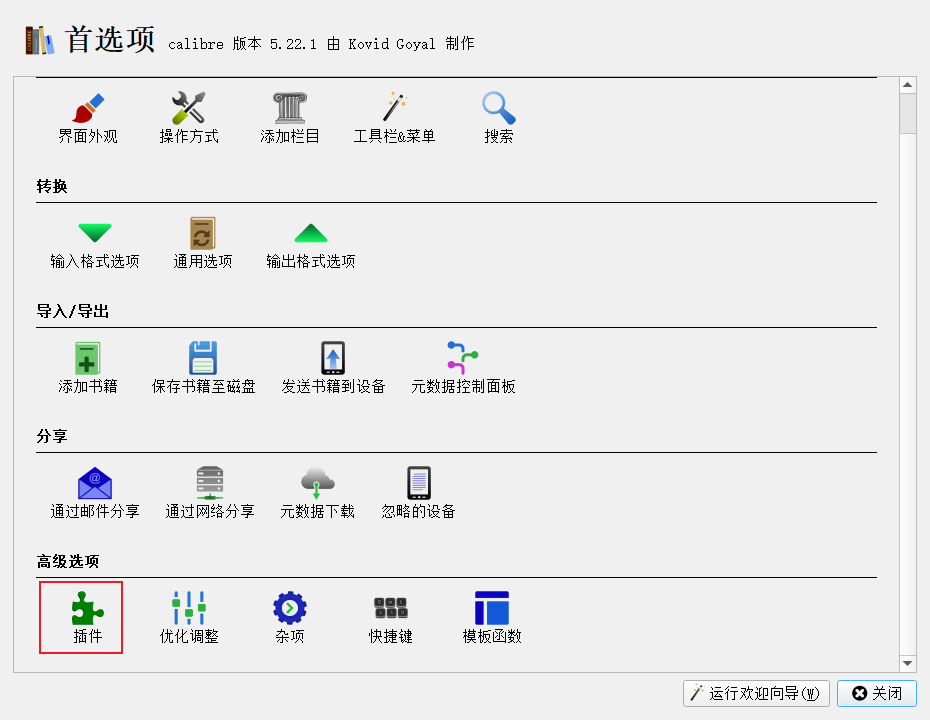 首选项 calibre 版本 5.22.1 由 Kovid Goyal 制作
界面外观 操作方式 添加栏目 工具栏&菜单 搜索
转换
输入格式选项 通用选项 输出格式选项
导入/导出
添加书籍 保存书籍至磁盘 发送书籍到设备 元数据控制面板
分享
通过邮件分享 通过网络分享 元数据下载 忽略的设备
高级选项
插件 优化调整 杂项 快捷键 模板函数
运行欢迎向导(W) 关闭